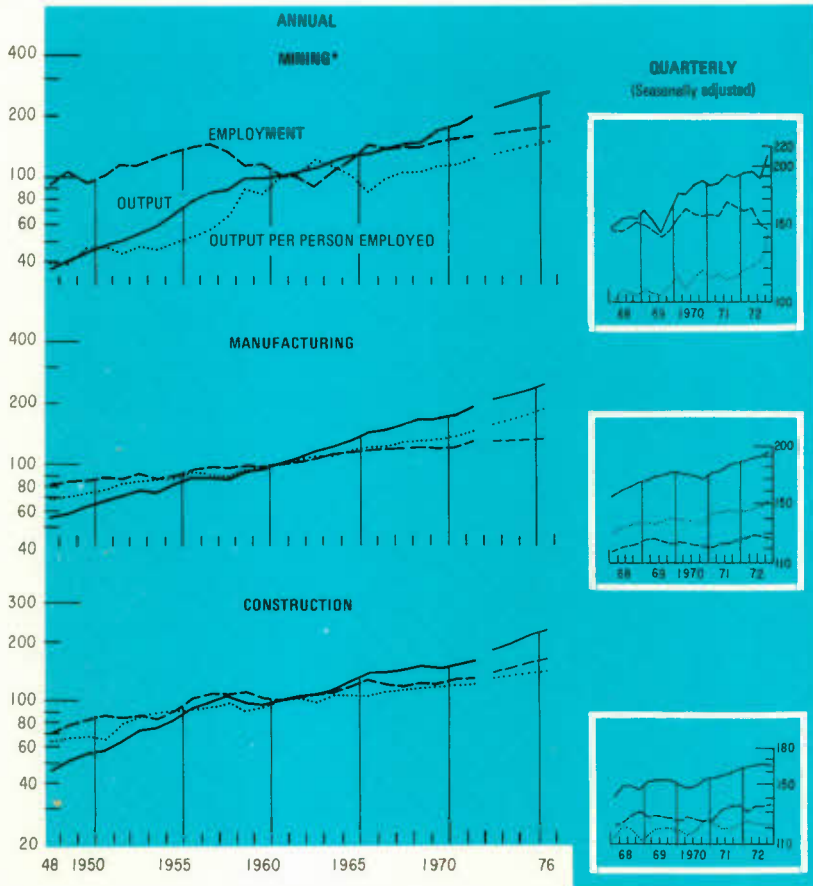 ANNUAL
MINING*
400
200
100
80
60
40
EMPLOYMENT
OUTPUT
OUTPUT PER PERSON EMPLOYED
QUARTERLY
(Seasonally adjusted)
220
200
150
100
68 69 1970 71 72
MANUFACTURING
400
200
100
80
60
40
200
150
110
68 69 1970 71 72
CONSTRUCTION
300
200
100
80
60
40
20
48 1950 1955 1960 1965 1970 76
180
150
110
68 69 1970 71 72